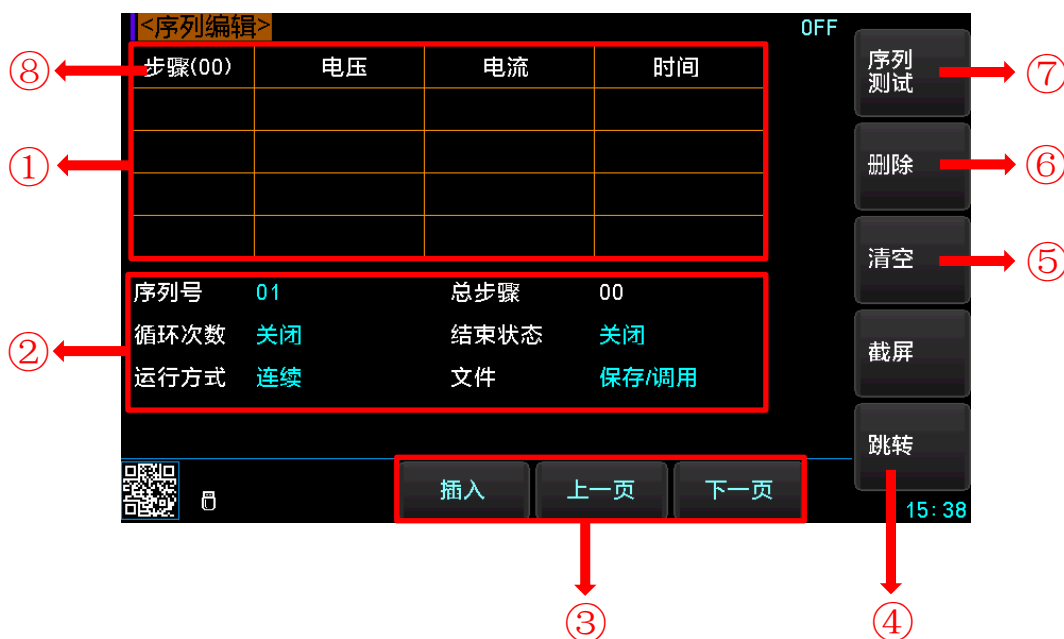 <序列编辑>
OFF
⑧ 步骤(00) 电压 电流 时间
序列
测试 ⑦
①
删除 ⑥
清空 ⑤
序列号 01 总步骤 00
② 循环次数 关闭 结束状态 关闭
运行方式 连续 文件 保存/调用
截屏
跳转
插入 上一页 下一页
15:38
③ ④